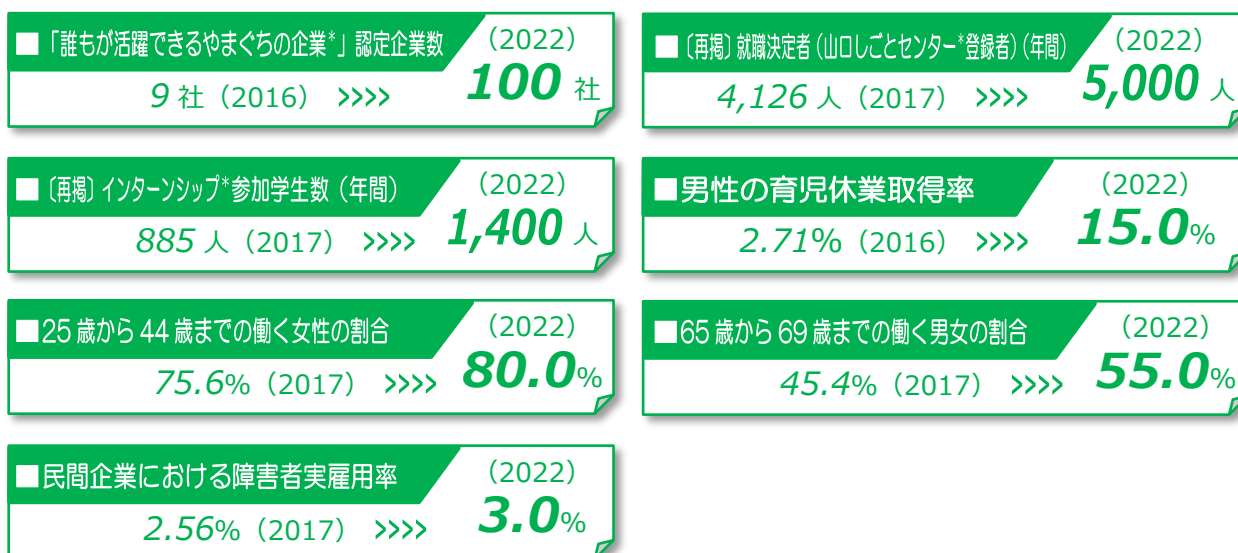 ■「誰もが活躍できるやまぐちの企業*」認定企業数
(2022)
9 社（2016） >>>> 100 社
■〔再掲〕就職決定者（山口しごとセンター*登録者）（年間）
(2022)
4,126 人（2017） >>>> 5,000 人
■〔再掲〕インターンシップ*参加学生数（年間）
(2022)
885 人（2017） >>>> 1,400 人
■男性の育児休業取得率
(2022)
2.71%（2016） >>>> 15.0%
■25 歳から 44 歳までの働く女性の割合
(2022)
75.6%（2017） >>>> 80.0%
■65 歳から 69 歳までの働く男女の割合
(2022)
45.4%（2017） >>>> 55.0%
■民間企業における障害者実雇用率
(2022)
2.56%（2017） >>>> 3.0%